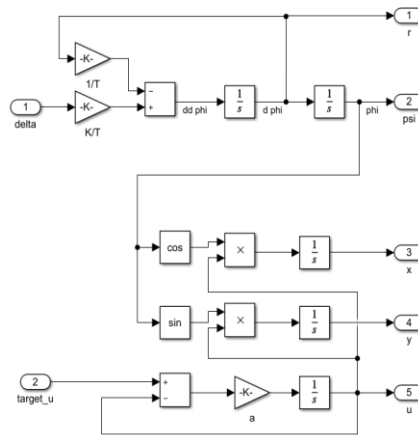 1
r
-K-
1/T
−
+
dd phi
1
s
d phi
1
s
phi
2
psi
1
delta
-K-
K/T
cos
×
1
s
3
x
sin
×
1
s
4
y
2
target_u
+
−
-K-
a
1
s
5
u